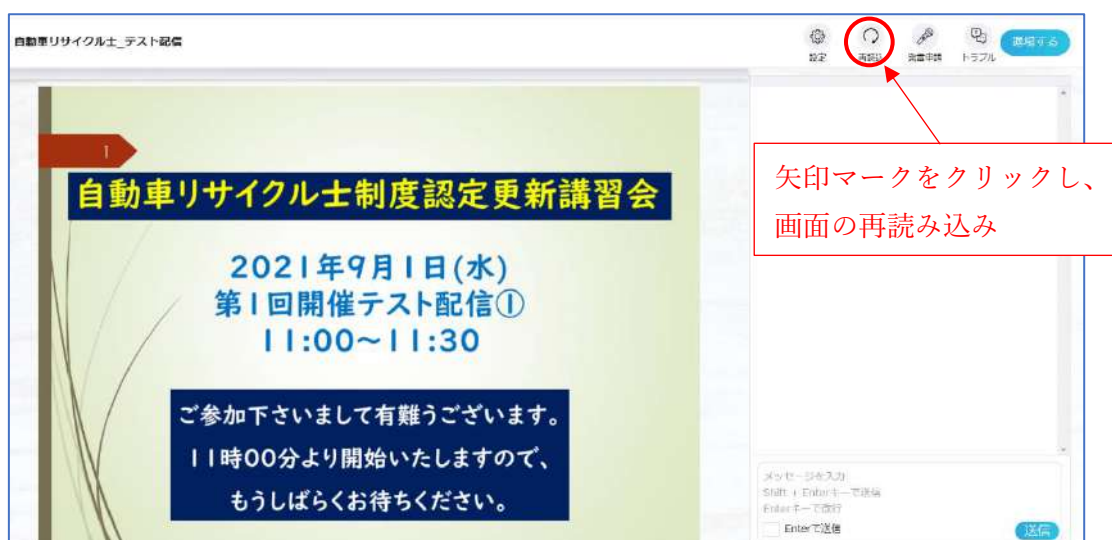 自動車リサイクル士_テスト配信
設定
再読込
発言申請
トラブル
退場する
1
自動車リサイクル士制度認定更新講習会
2021年9月1日(水)
第1回開催テスト配信①
11:00~11:30
ご参加下さいまして有難うございます。
11時00分より開始いたしますので、
もうしばらくお待ちください。
矢印マークをクリックし、
画面の再読み込み
メッセージを入力
Shift + Enterキーで送信
Enterキーで改行
Enterで送信
送信